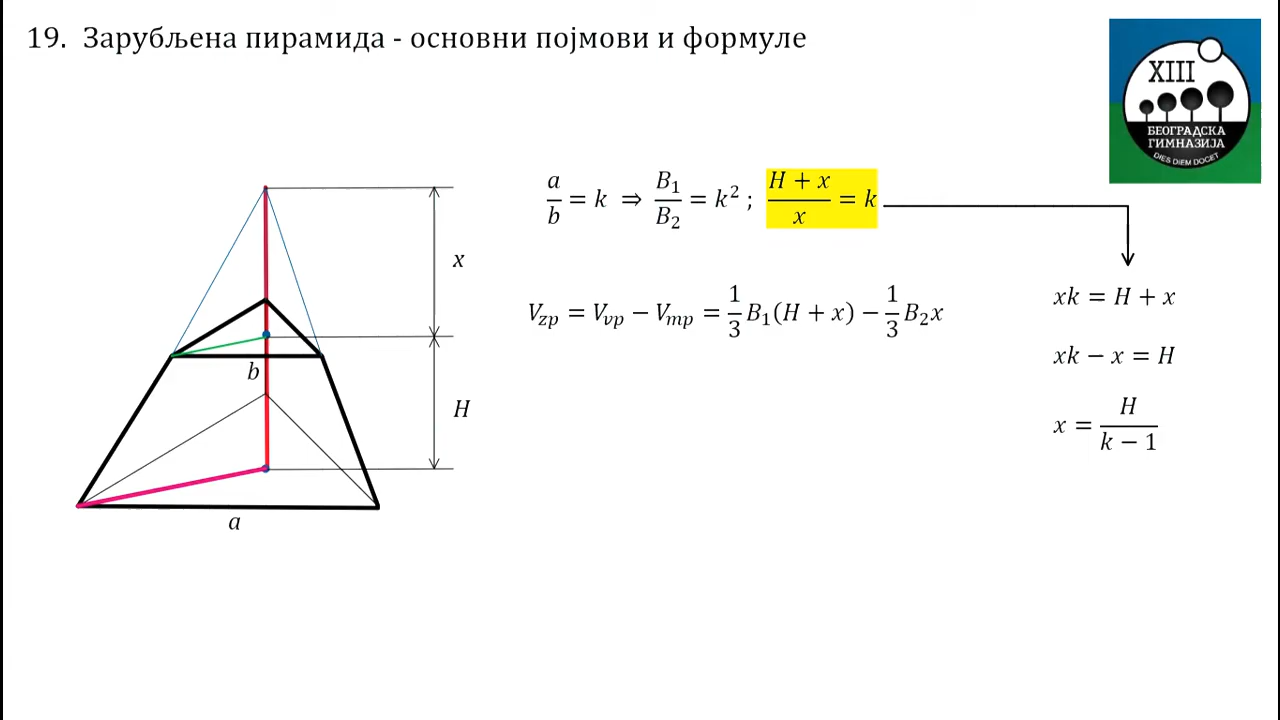 19. Зарубљена пирамида - основни појмови и формуле
XIII
БЕОГРАДСКА
ГИМНАЗИЈА
DIES DIEM DOCET
a/b = k ⇒ B₁/B₂ = k² ; (H + x)/x = k
x
V_zp = V_vp − V_mp = 1/3 B₁(H + x) − 1/3 B₂x
xk = H + x
xk − x = H
b
H
x = H/(k − 1)
a